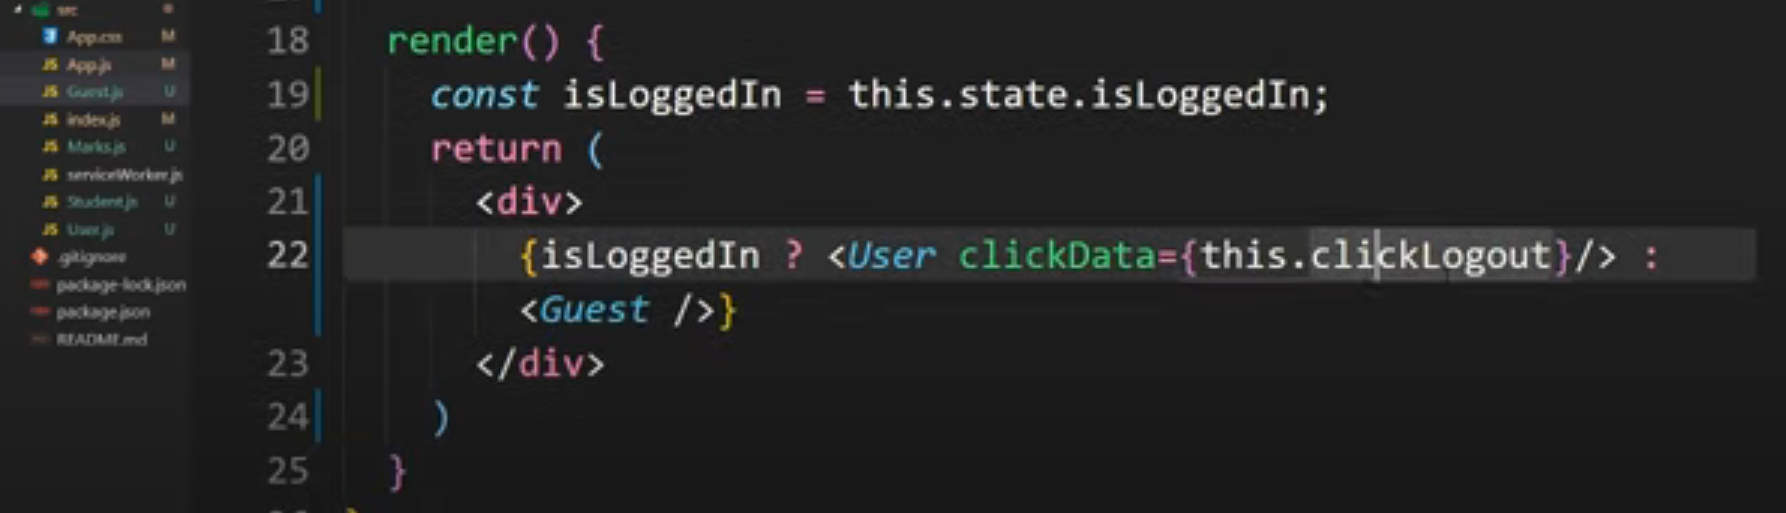 src
App.css M
App.js M
Guest.js U
index.js M
Marks.js U
serviceWorker.js
Student.js U
User.js U
.gitignore
package-lock.json
package.json
README.md
18 render() {
19 const isLoggedIn = this.state.isLoggedIn;
20 return (
21 <div>
22 {isLoggedIn ? <User clickData={this.clickLogout}/> :
<Guest />}
23 </div>
24 )
25 }